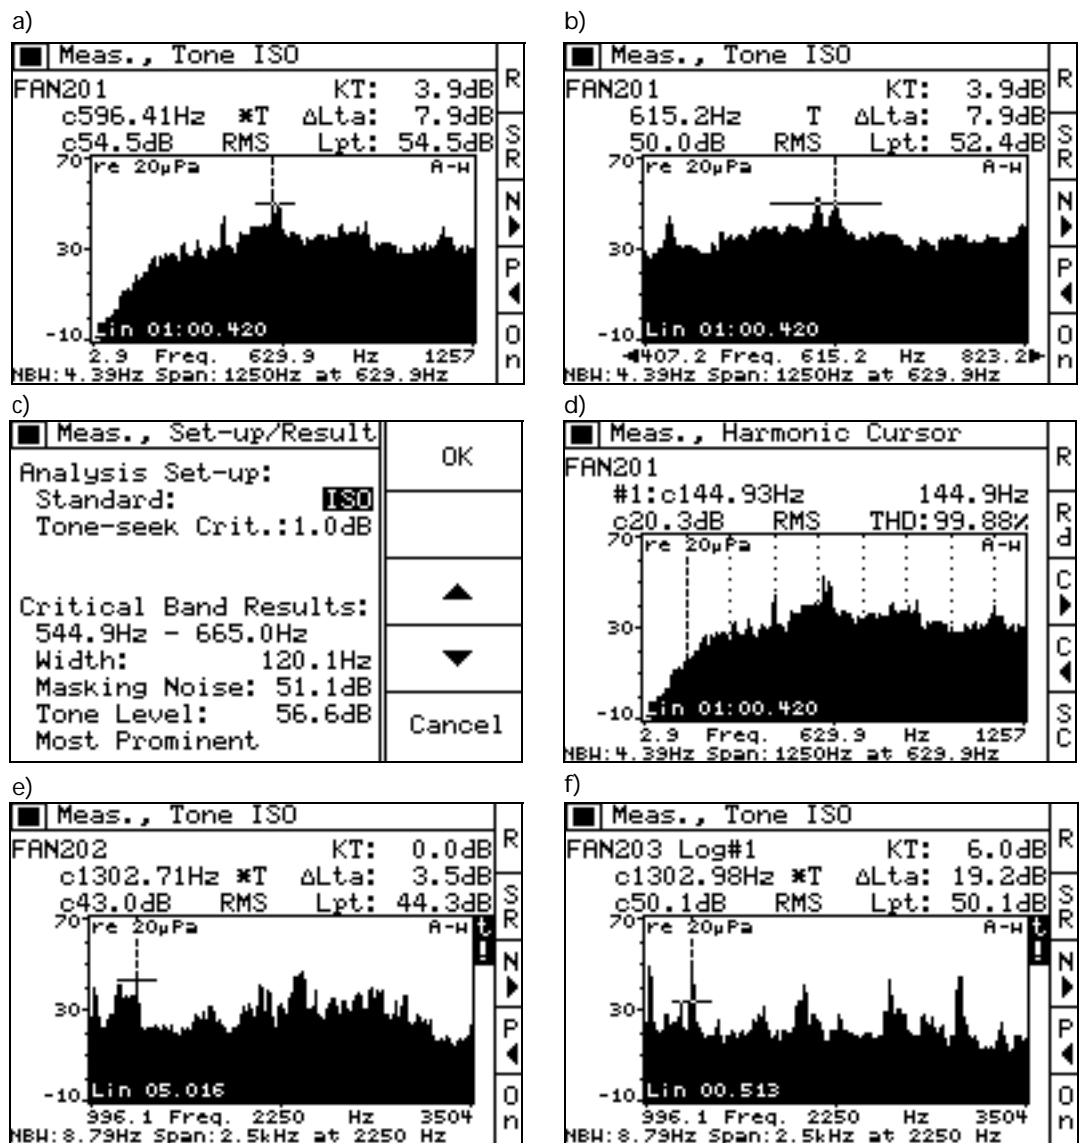 a)
Meas., Tone ISO
FAN201 KT: 3.9dB
c596.41Hz *T ΔLta: 7.9dB
c54.5dB RMS Lpt: 54.5dB
70 re 20µPa A-w
30
-10 Lin 01:00.420
2.9 Freq. 629.9 Hz 1257
NBW:4.39Hz Span:1250Hz at 629.9Hz
R
S
R
N
P
O
n
b)
Meas., Tone ISO
FAN201 KT: 3.9dB
615.2Hz T ΔLta: 7.9dB
50.0dB RMS Lpt: 52.4dB
70 re 20µPa A-w
30
-10 Lin 01:00.420
407.2 Freq. 615.2 Hz 823.2
NBW:4.39Hz Span:1250Hz at 629.9Hz
R
S
R
N
P
O
n
c)
Meas., Set-up/Result
Analysis Set-up:
Standard: ISO
Tone-seek Crit.:1.0dB
Critical Band Results:
544.9Hz - 665.0Hz
Width: 120.1Hz
Masking Noise: 51.1dB
Tone Level: 56.6dB
Most Prominent
OK
Cancel
d)
Meas., Harmonic Cursor
FAN201
#1:c144.93Hz 144.9Hz
c20.3dB RMS THD:99.88%
70 re 20µPa A-w
30
-10 Lin 01:00.420
2.9 Freq. 629.9 Hz 1257
NBW:4.39Hz Span:1250Hz at 629.9Hz
R
R
d
C
C
S
C
e)
Meas., Tone ISO
FAN202 KT: 0.0dB
c1302.71Hz *T ΔLta: 3.5dB
c43.0dB RMS Lpt: 44.3dB
70 re 20µPa A-w t
!
30
-10 Lin 05.016
996.1 Freq. 2250 Hz 3504
NBW:8.79Hz Span:2.5kHz at 2250 Hz
R
S
R
N
P
O
n
f)
Meas., Tone ISO
FAN203 Log#1 KT: 6.0dB
c1302.98Hz *T ΔLta: 19.2dB
c50.1dB RMS Lpt: 50.1dB
70 re 20µPa A-w t
!
30
-10 Lin 00.513
996.1 Freq. 2250 Hz 3504
NBW:8.79Hz Span:2.5kHz at 2250 Hz
R
S
R
N
P
O
n